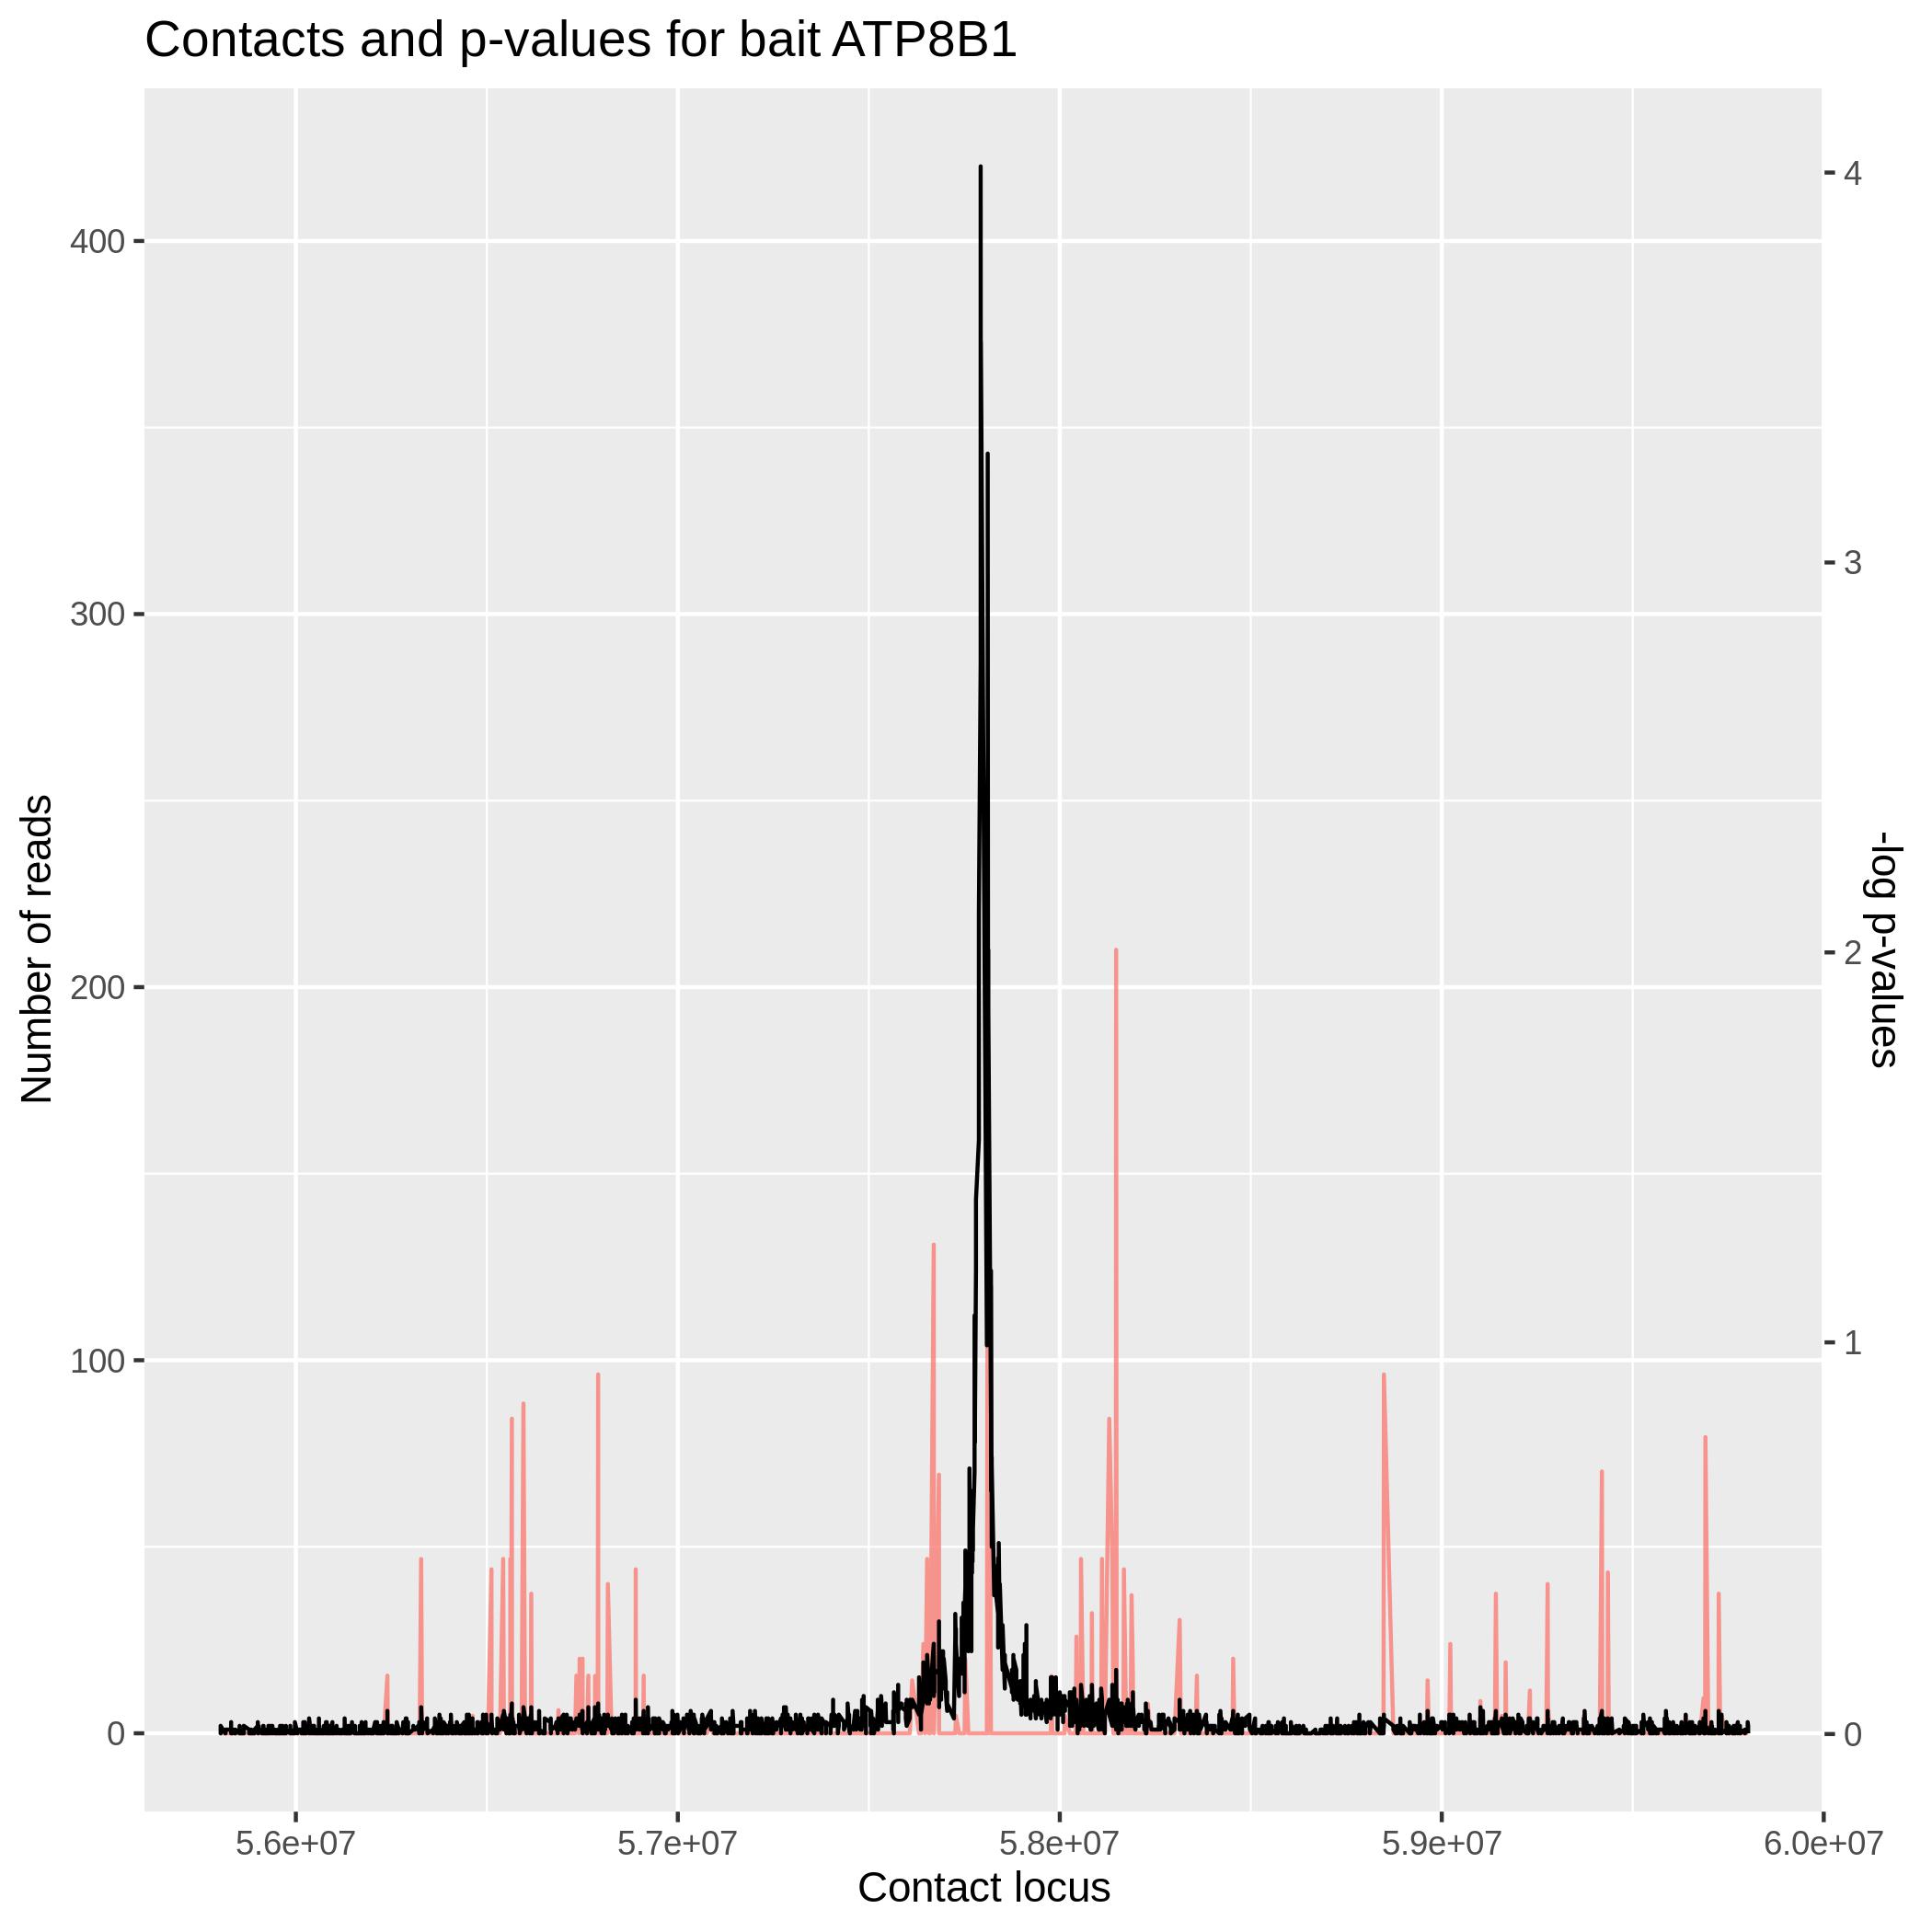 Contacts and p-values for bait ATP8B1
Number of reads
400
300
200
100
0
4
3
2
1
0
-log p-values
5.6e+07
5.7e+07
5.8e+07
5.9e+07
6.0e+07
Contact locus